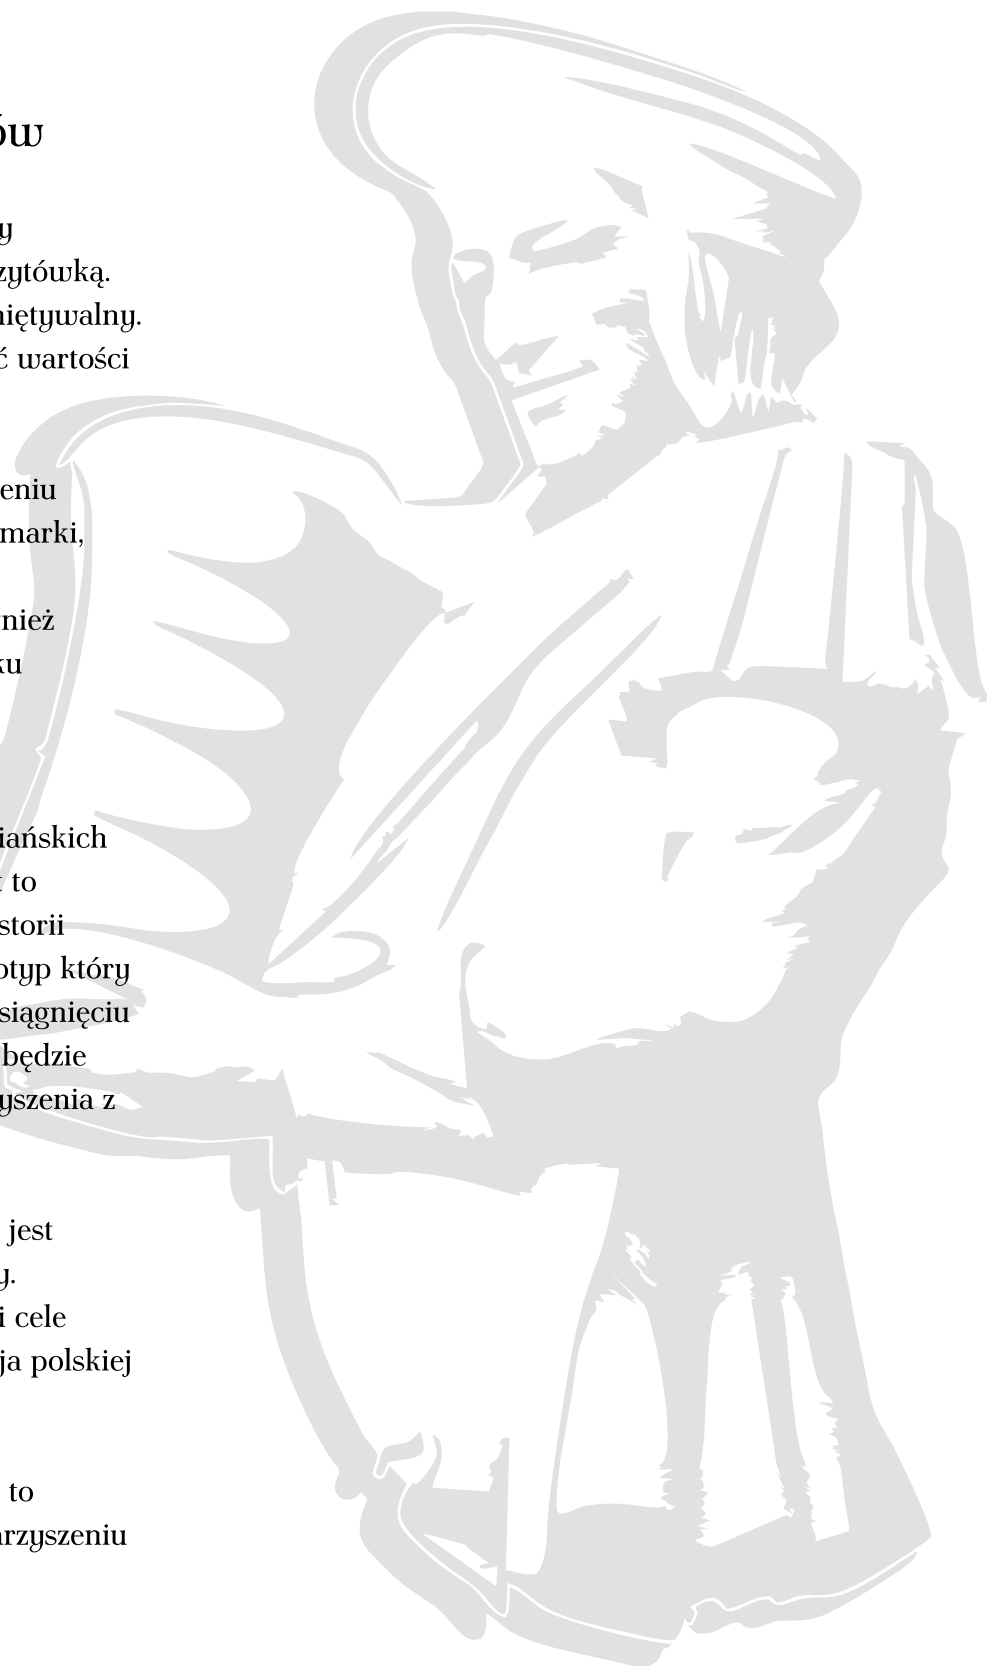 ów
y
zytówką.
niętywalny.
ć wartości
eniu
marki,
nież
ku
iańskich
t to
storii
otyp który
siągnięciu
będzie
yszenia z
jest
y.
i cele
ja polskiej
to
arzyszeniu